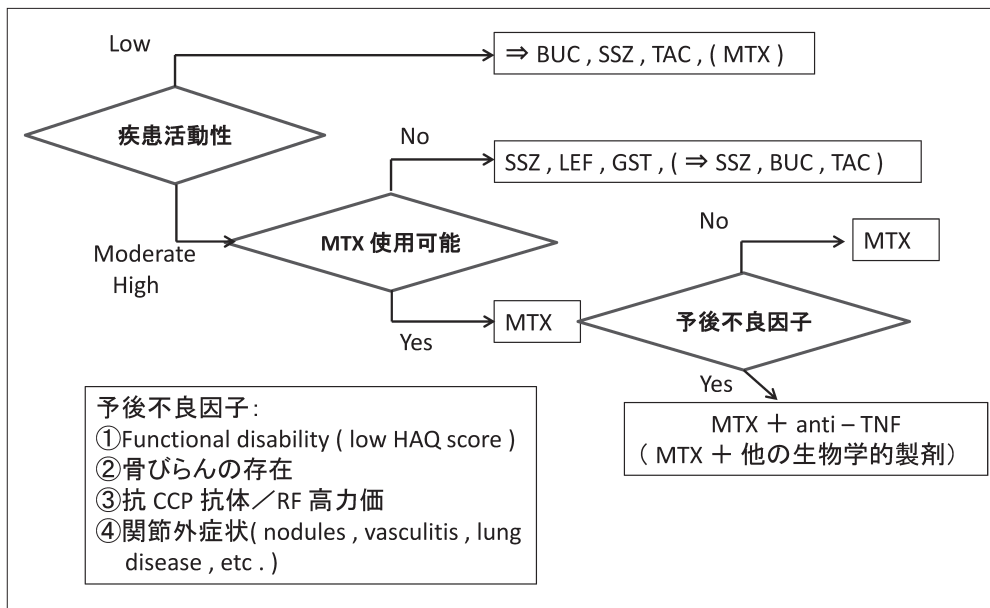 Low
⇒ BUC , SSZ , TAC , ( MTX )
疾患活動性
No
SSZ , LEF , GST , ( ⇒ SSZ , BUC , TAC )
Moderate
High
MTX 使用可能
No
MTX
Yes
MTX
予後不良因子
Yes
MTX ＋ anti – TNF
（ MTX ＋ 他の生物学的製剤）
予後不良因子：
①Functional disability ( low HAQ score )
②骨びらんの存在
③抗 CCP 抗体／RF 高力価
④関節外症状( nodules , vasculitis , lung
disease , etc . )